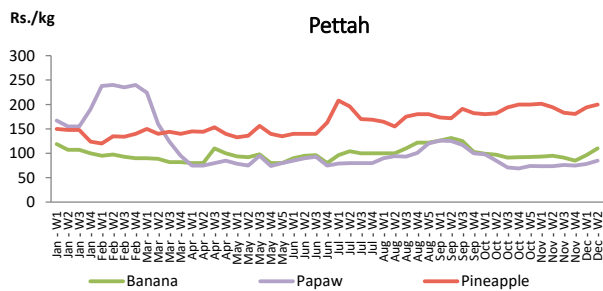 Rs./kg
Pettah
300
250
200
150
100
50
0
Jan - W1
Jan - W2
Jan - W3
Jan - W4
Feb - W1
Feb - W2
Feb - W3
Feb - W4
Mar - W1
Mar - W2
Mar - W3
Mar - W4
Apr - W1
Apr - W2
Apr - W3
Apr - W4
May - W1
May - W2
May - W3
May - W4
May - W5
Jun - W1
Jun - W2
Jun - W3
Jun - W4
Jul - W1
Jul - W2
Jul - W3
Jul - W4
Aug - W1
Aug - W2
Aug - W3
Aug - W4
Aug - W5
Sep - W1
Sep - W2
Sep - W3
Sep - W4
Oct - W1
Oct - W2
Oct - W3
Oct - W4
Nov - W1
Nov - W2
Nov - W3
Nov - W4
Dec - W1
Dec - W2
Banana
Papaw
Pineapple